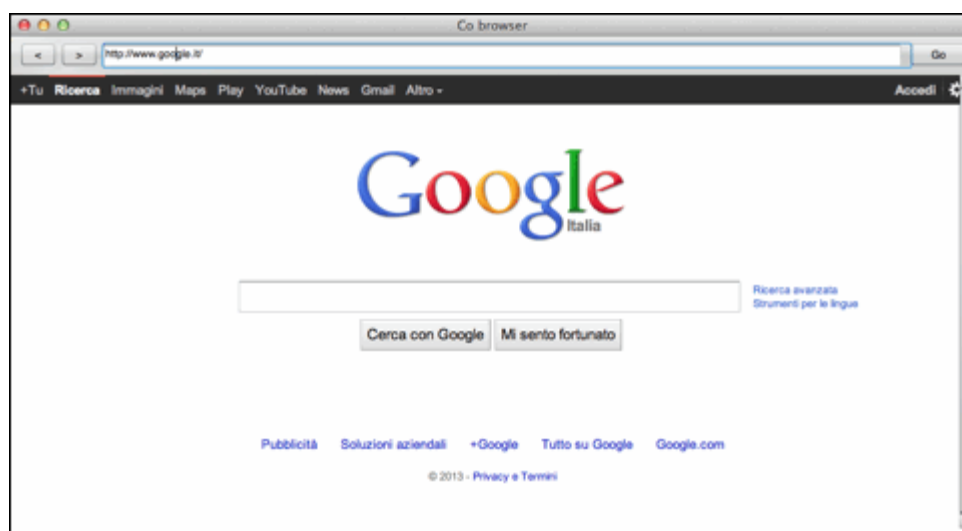 Co browser
< > http://www.google.it/ Go
+Tu Ricerca Immagini Maps Play YouTube News Gmail Altro Accedi
Google
Italia
Ricerca avanzata
Strumenti per le lingue
Cerca con Google Mi sento fortunato
Pubblicità Soluzioni aziendali +Google Tutto su Google Google.com
© 2013 - Privacy e Termini